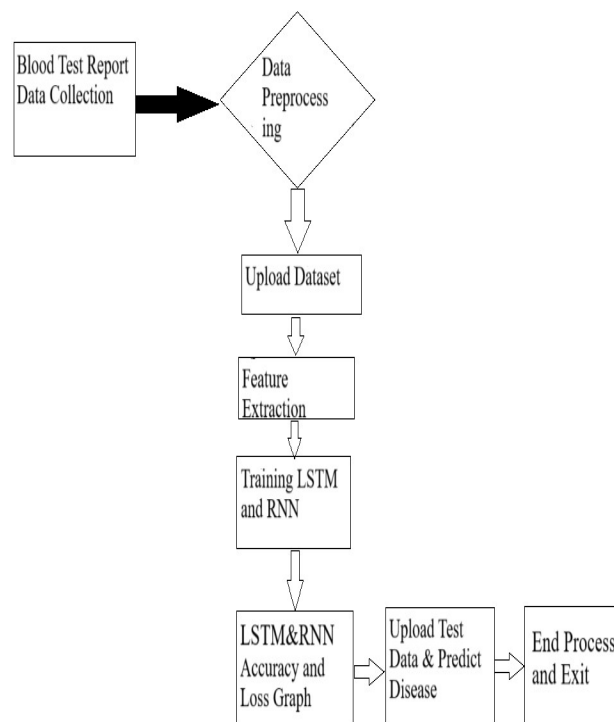 Blood Test Report
Data Collection
Data
Preprocess
ing
Upload Dataset
Feature
Extraction
Training LSTM
and RNN
LSTM&RNN
Accuracy and
Loss Graph
Upload Test
Data & Predict
Disease
End Process
and Exit